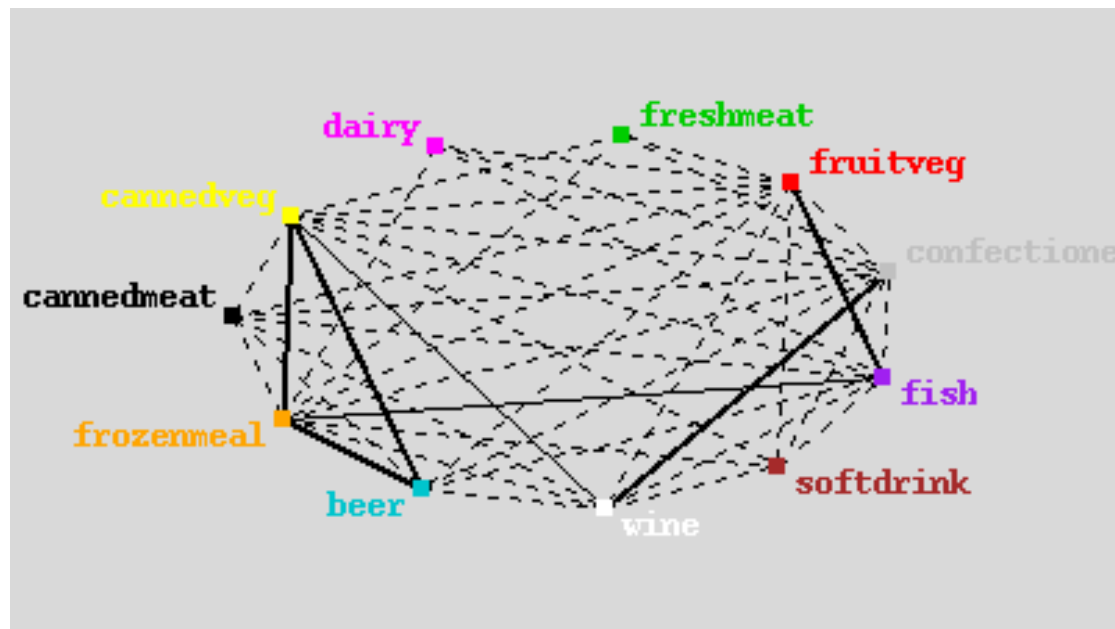 freshmeat
dairy
fruitveg
cannedveg
confectione
cannedmeat
fish
frozenmeal
softdrink
beer
wine